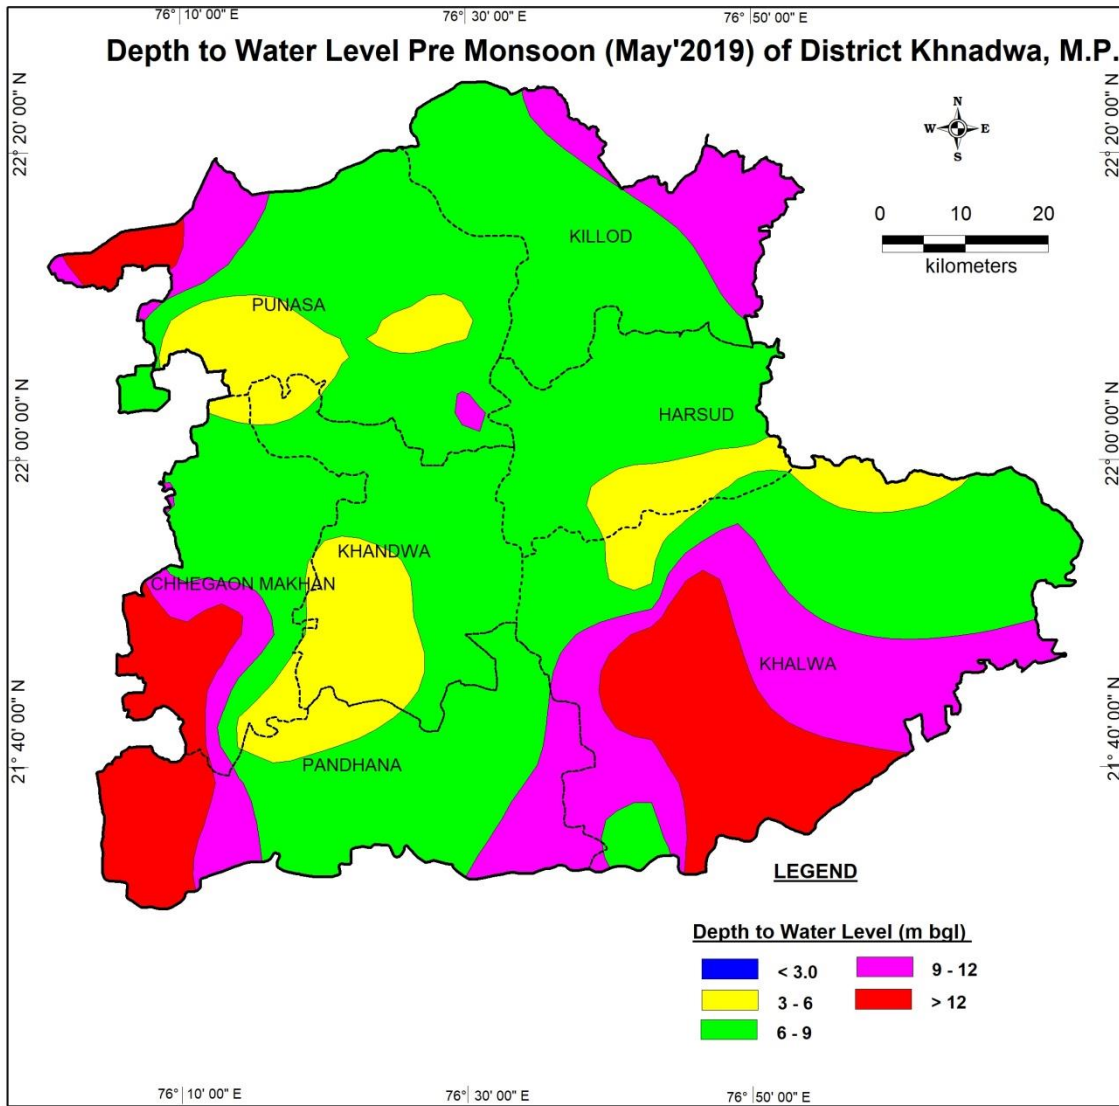 76° 10' 00" E
76° 30' 00" E
76° 50' 00" E
Depth to Water Level Pre Monsoon (May'2019) of District Khnadwa, M.P.
22° 20' 00" N
22° 20' 00" N
N
W E
S
KILLOD
0 10 20
kilometers
PUNASA
HARSUD
22° 00' 00" N
22° 00' 00" N
KHANDWA
CHHEGAON MAKHAN
KHALWA
21° 40' 00" N
21° 40' 00" N
PANDHANA
LEGEND
Depth to Water Level (m bgl)
< 3.0
9 - 12
3 - 6
> 12
6 - 9
76° 10' 00" E
76° 30' 00" E
76° 50' 00" E